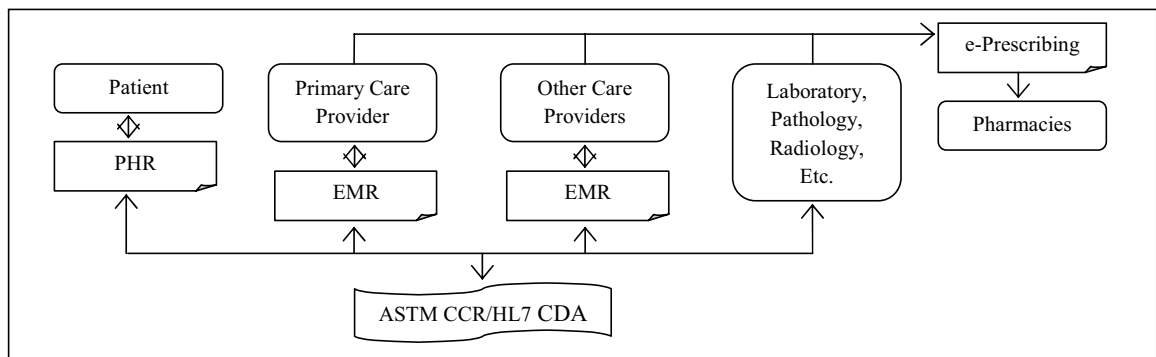 Patient
PHR
Primary Care
Provider
EMR
Other Care
Providers
EMR
Laboratory,
Pathology,
Radiology,
Etc.
e-Prescribing
Pharmacies
ASTM CCR/HL7 CDA